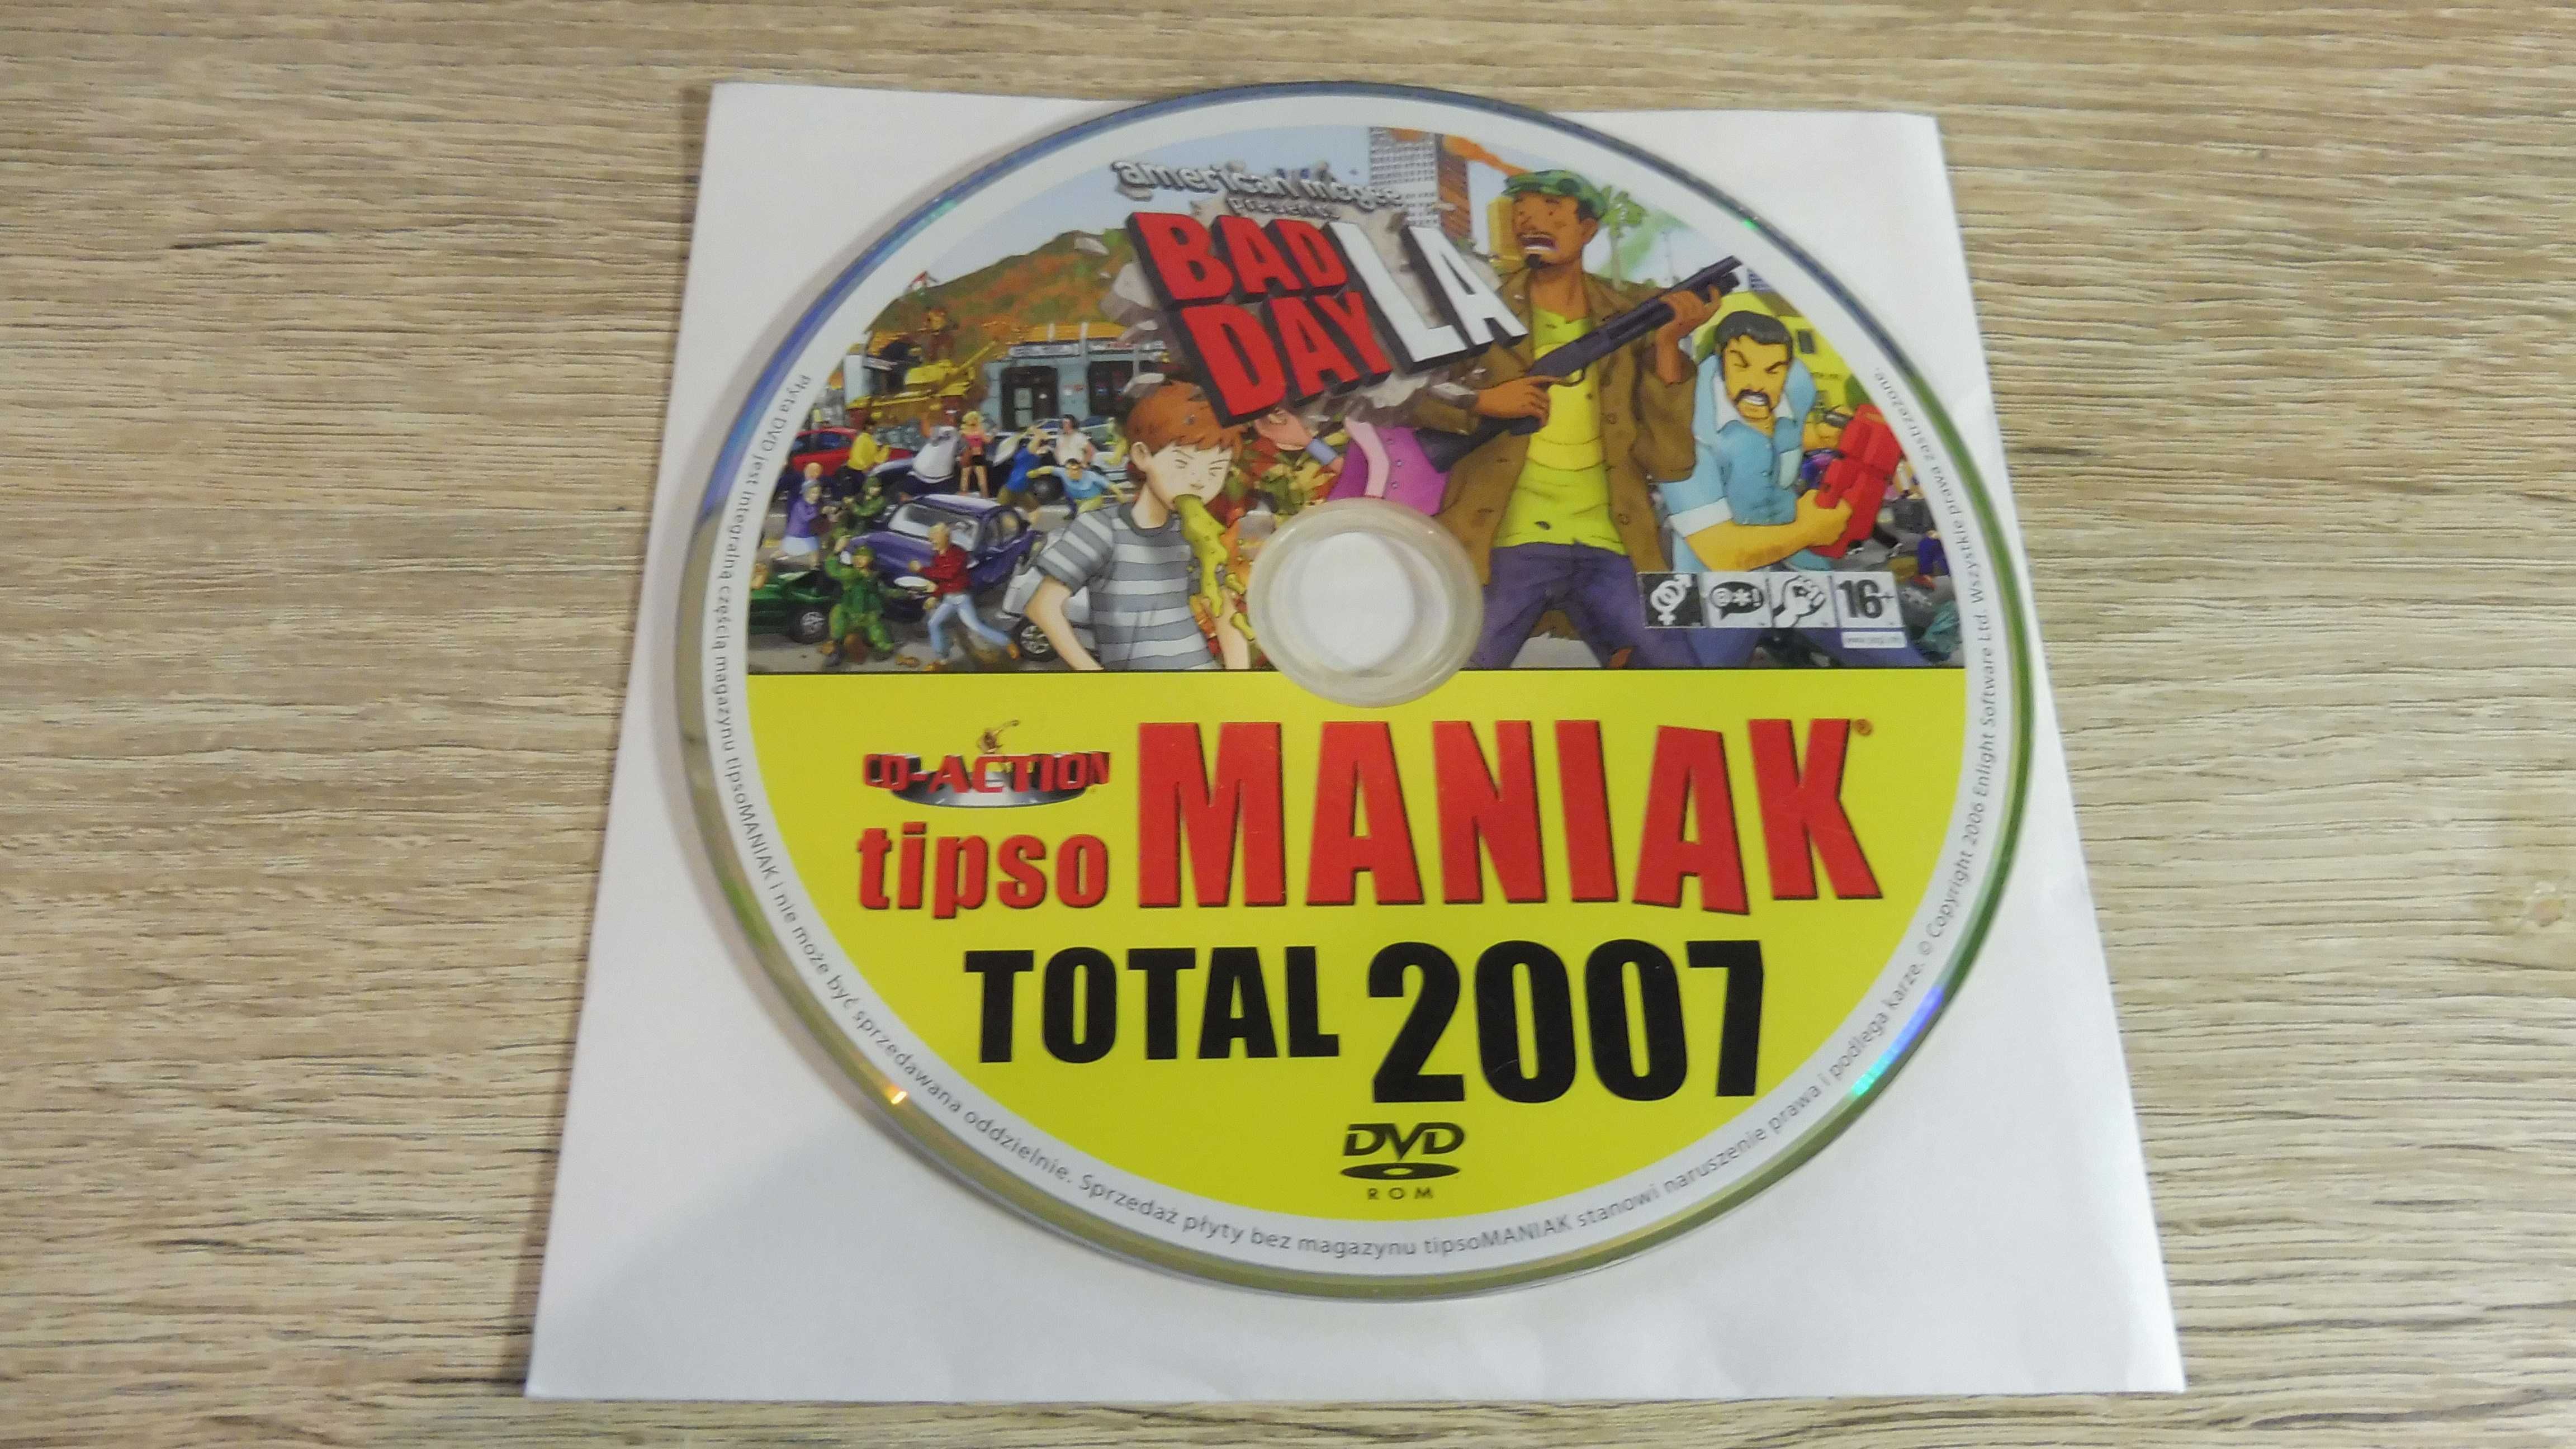 american mcgee
presents
BAD
DAY LA
16+
CD-ACTION
tipso MANIAK®
TOTAL 2007
DVD
ROM
Płyta DVD jest integralną częścią magazynu tipsoMANIAK i nie może być sprzedawana oddzielnie. Sprzedaż płyty bez magazynu tipsoMANIAK stanowi naruszenie prawa i podlega karze. © Copyright 2006 Enlight Software Ltd. Wszystkie prawa zastrzeżone.